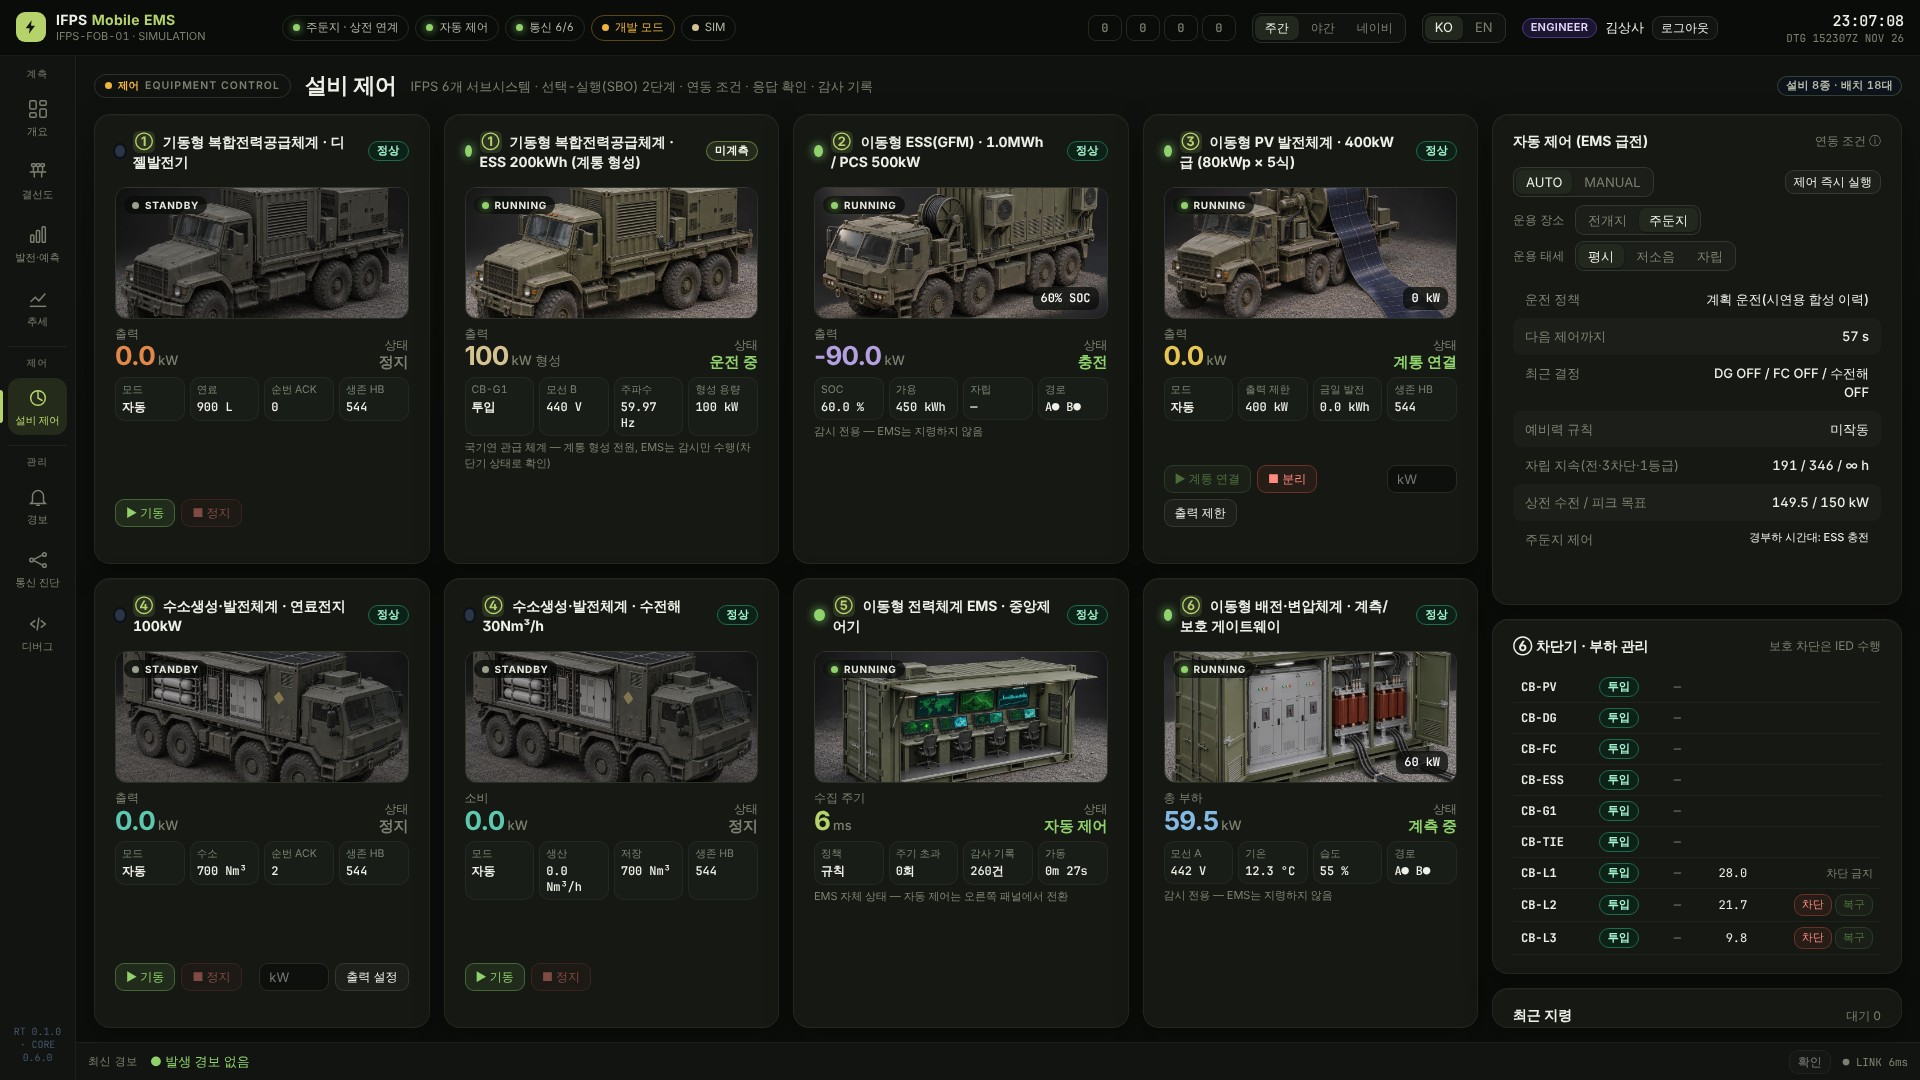 IFPS Mobile EMS
IFPS-FOB-01 · SIMULATION
주둔지 · 상전 연계
자동 제어
통신 6/6
개발 모드
SIM
0 0 0 0
주간 야간 네이비
KO EN
ENGINEER 김상사 로그아웃
23:07:08
DTG 152307Z NOV 26
계측
개요
결선도
발전·예측
추세
제어
설비 제어
관리
경보
통신 진단
디버그
RT 0.1.0
· CORE
0.6.0
제어 EQUIPMENT CONTROL
설비 제어
IFPS 6개 서브시스템 · 선택-실행(SBO) 2단계 · 연동 조건 · 응답 확인 · 감사 기록
설비 8종 · 배치 18대
① 기동형 복합전력공급체계 · 디
젤발전기
정상
STANDBY
출력
0.0 kW
상태
정지
모드 연료 순번 ACK 생존 HB
자동 900 L 0 544
▶ 기동 ■ 정지
① 기동형 복합전력공급체계 ·
ESS 200kWh (계통 형성)
미계측
RUNNING
출력
100 kW 형성
상태
운전 중
CB-G1 모선 B 주파수 형성 용량
투입 440 V 59.97 100 kW
Hz
국기연 관급 체계 — 계통 형성 전원, EMS는 감시만 수행(차
단기 상태로 확인)
② 이동형 ESS(GFM) · 1.0MWh
/ PCS 500kW
정상
RUNNING
60% SOC
출력
-90.0 kW
상태
충전
SOC 가용 자립 경로
60.0 % 450 kWh — A● B●
감시 전용 — EMS는 지령하지 않음
③ 이동형 PV 발전체계 · 400kW
급 (80kWp × 5식)
정상
RUNNING
0 kW
출력
0.0 kW
상태
계통 연결
모드 출력 제한 금일 발전 생존 HB
자동 400 kW 0.0 kWh 544
▶ 계통 연결 ■ 분리 kW
출력 제한
④ 수소생성·발전체계 · 연료전지
100kW
정상
STANDBY
출력
0.0 kW
상태
정지
모드 수소 순번 ACK 생존 HB
자동 700 Nm³ 2 544
▶ 기동 ■ 정지 kW 출력 설정
④ 수소생성·발전체계 · 수전해
30Nm³/h
정상
STANDBY
소비
0.0 kW
상태
정지
모드 생산 저장 생존 HB
자동 0.0 700 Nm³ 544
Nm³/h
▶ 기동 ■ 정지
⑤ 이동형 전력체계 EMS · 중앙제
어기
정상
RUNNING
수집 주기
6 ms
상태
자동 제어
정책 주기 초과 감사 기록 가동
규칙 0회 260건 0m 27s
EMS 자체 상태 — 자동 제어는 오른쪽 패널에서 전환
⑥ 이동형 배전·변압체계 · 계측/
보호 게이트웨이
정상
RUNNING
60 kW
총 부하
59.5 kW
상태
계측 중
모선 A 기온 습도 경로
442 V 12.3 °C 55 % A● B●
감시 전용 — EMS는 지령하지 않음
자동 제어 (EMS 급전)
연동 조건 ⓘ
AUTO MANUAL
제어 즉시 실행
운용 장소 전개지 주둔지
운용 태세 평시 저소음 자립
운전 정책 계획 운전(시연용 합성 이력)
다음 제어까지 57 s
최근 결정 DG OFF / FC OFF / 수전해
OFF
예비력 규칙 미작동
자립 지속(전·3차단·1등급) 191 / 346 / ∞ h
상전 수전 / 피크 목표 149.5 / 150 kW
주둔지 제어 경부하 시간대: ESS 충전
⑥ 차단기 · 부하 관리
보호 차단은 IED 수행
CB-PV 투입 —
CB-DG 투입 —
CB-FC 투입 —
CB-ESS 투입 —
CB-G1 투입 —
CB-TIE 투입 —
CB-L1 투입 — 28.0 차단 금지
CB-L2 투입 — 21.7 차단 복구
CB-L3 투입 — 9.8 차단 복구
최근 지령
대기 0
최신 경보 발생 경보 없음
확인
LINK 6ms